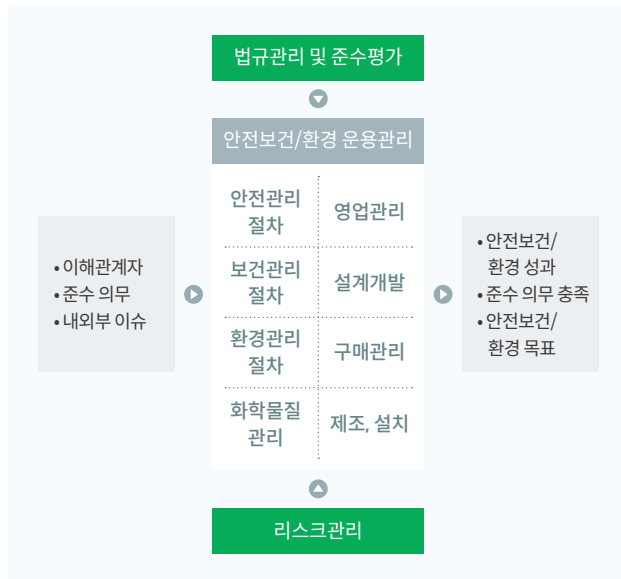 법규관리 및 준수평가
안전보건/환경 운용관리
안전관리
절차
영업관리
보건관리
절차
설계개발
환경관리
절차
구매관리
화학물질
관리
제조, 설치
• 이해관계자
• 준수 의무
• 내외부 이슈
• 안전보건/
환경 성과
• 준수 의무 충족
• 안전보건/
환경 목표
리스크관리